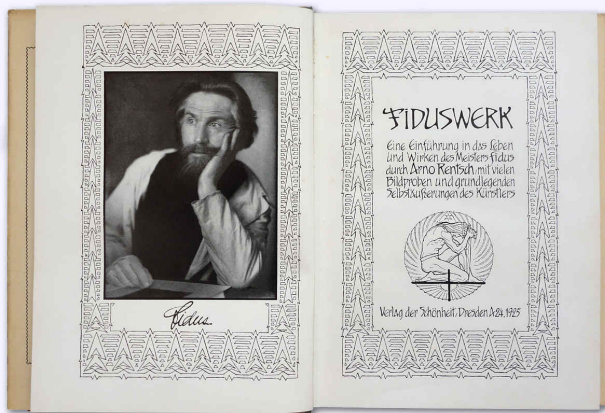 Fidus
FIDUSWERK
Eine Einführung in das Leben
und Wirken des Meisters Fidus
durch Arno Rentsch, mit vielen
Bildproben und grundlegenden
Selbstäußerungen des Künstlers
Verlag der Schönheit, Dresden A24, 1925